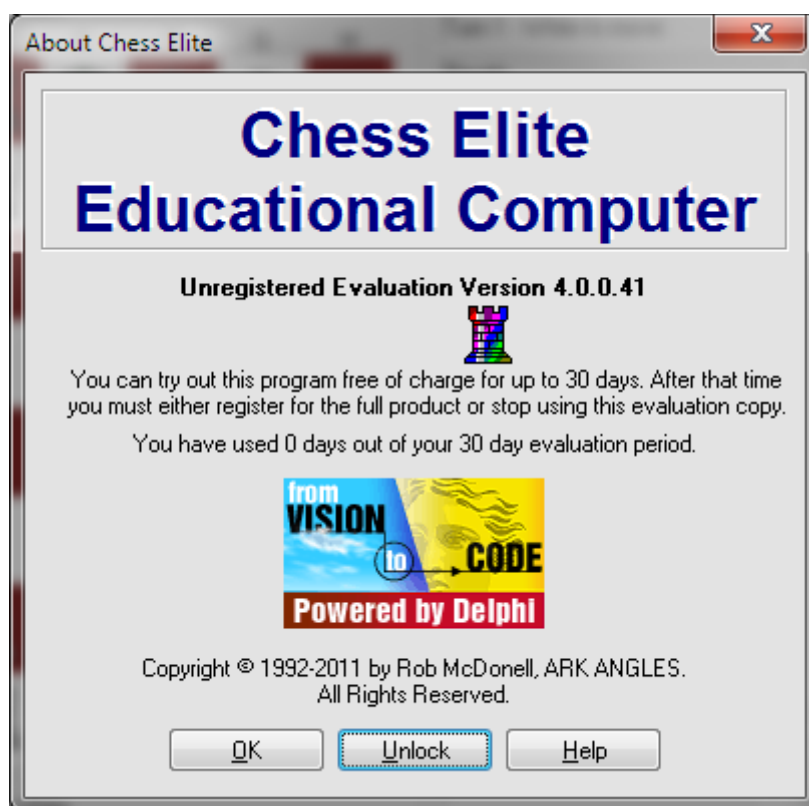 About Chess Elite
Chess Elite
Educational Computer
Unregistered Evaluation Version 4.0.0.41
You can try out this program free of charge for up to 30 days. After that time
you must either register for the full product or stop using this evaluation copy.
You have used 0 days out of your 30 day evaluation period.
from
VISION
to
CODE
Powered by Delphi
Copyright © 1992-2011 by Rob McDonell, ARK ANGLES.
All Rights Reserved.
OK Unlock Help